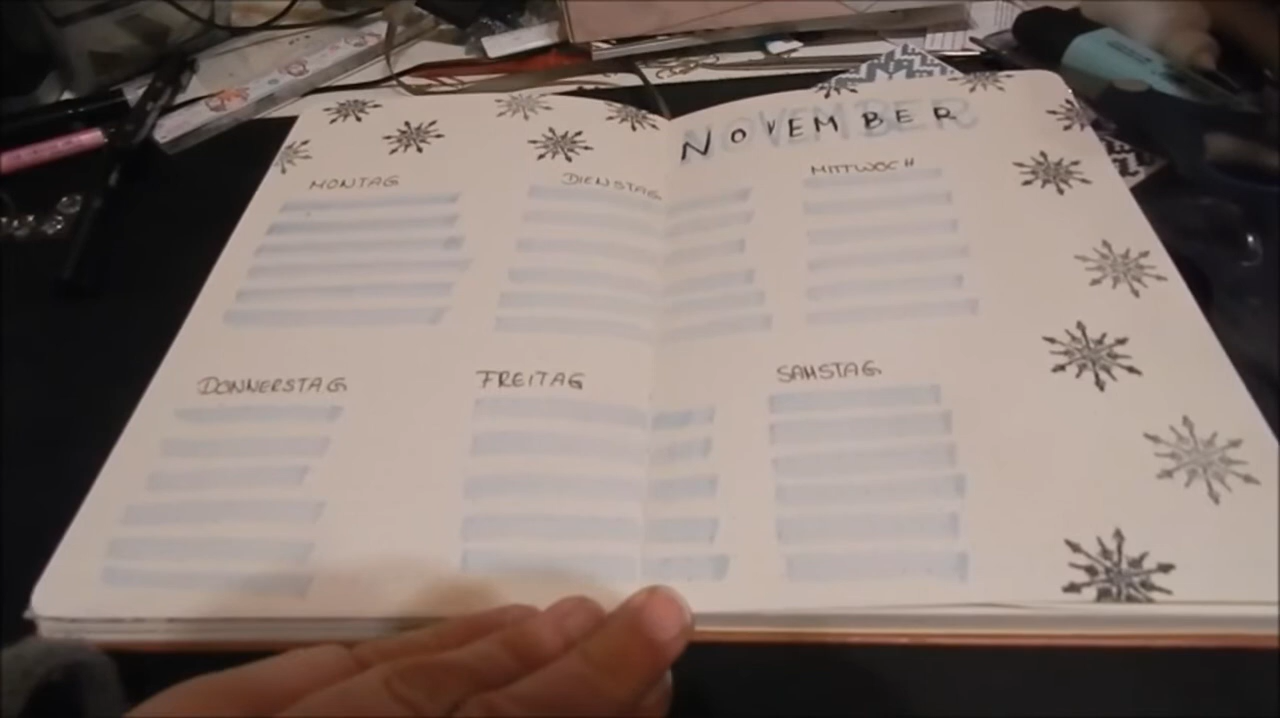 NOVEMBER
MONTAG
DIENSTAG
MITTWOCH
DONNERSTAG
FREITAG
SAMSTAG